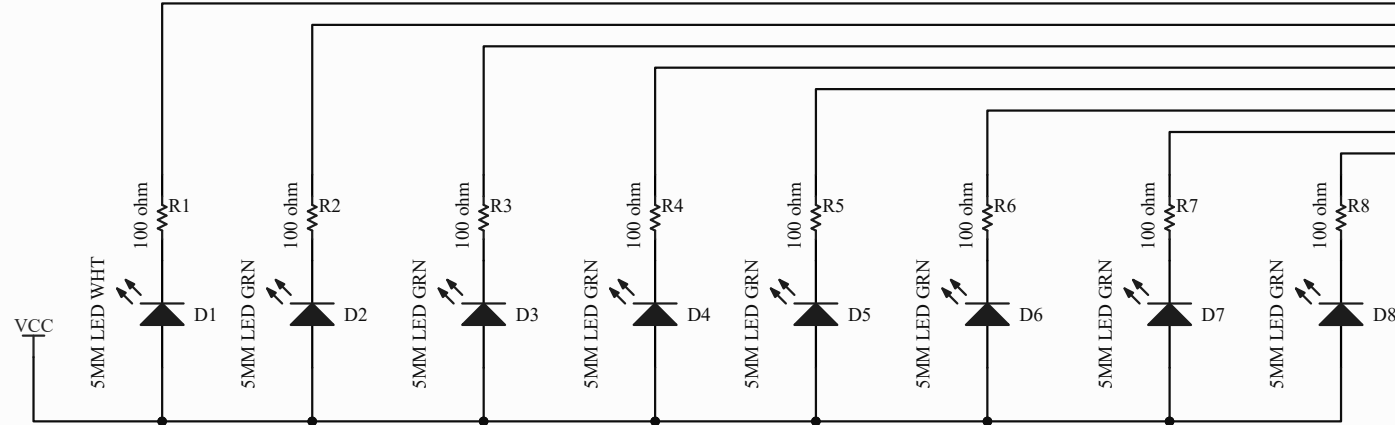 100 ohm
R1
100 ohm
R2
100 ohm
R3
100 ohm
R4
100 ohm
R5
100 ohm
R6
100 ohm
R7
100 ohm
R8
VCC
5MM LED WHT
D1
5MM LED GRN
D2
5MM LED GRN
D3
5MM LED GRN
D4
5MM LED GRN
D5
5MM LED GRN
D6
5MM LED GRN
D7
5MM LED GRN
D8